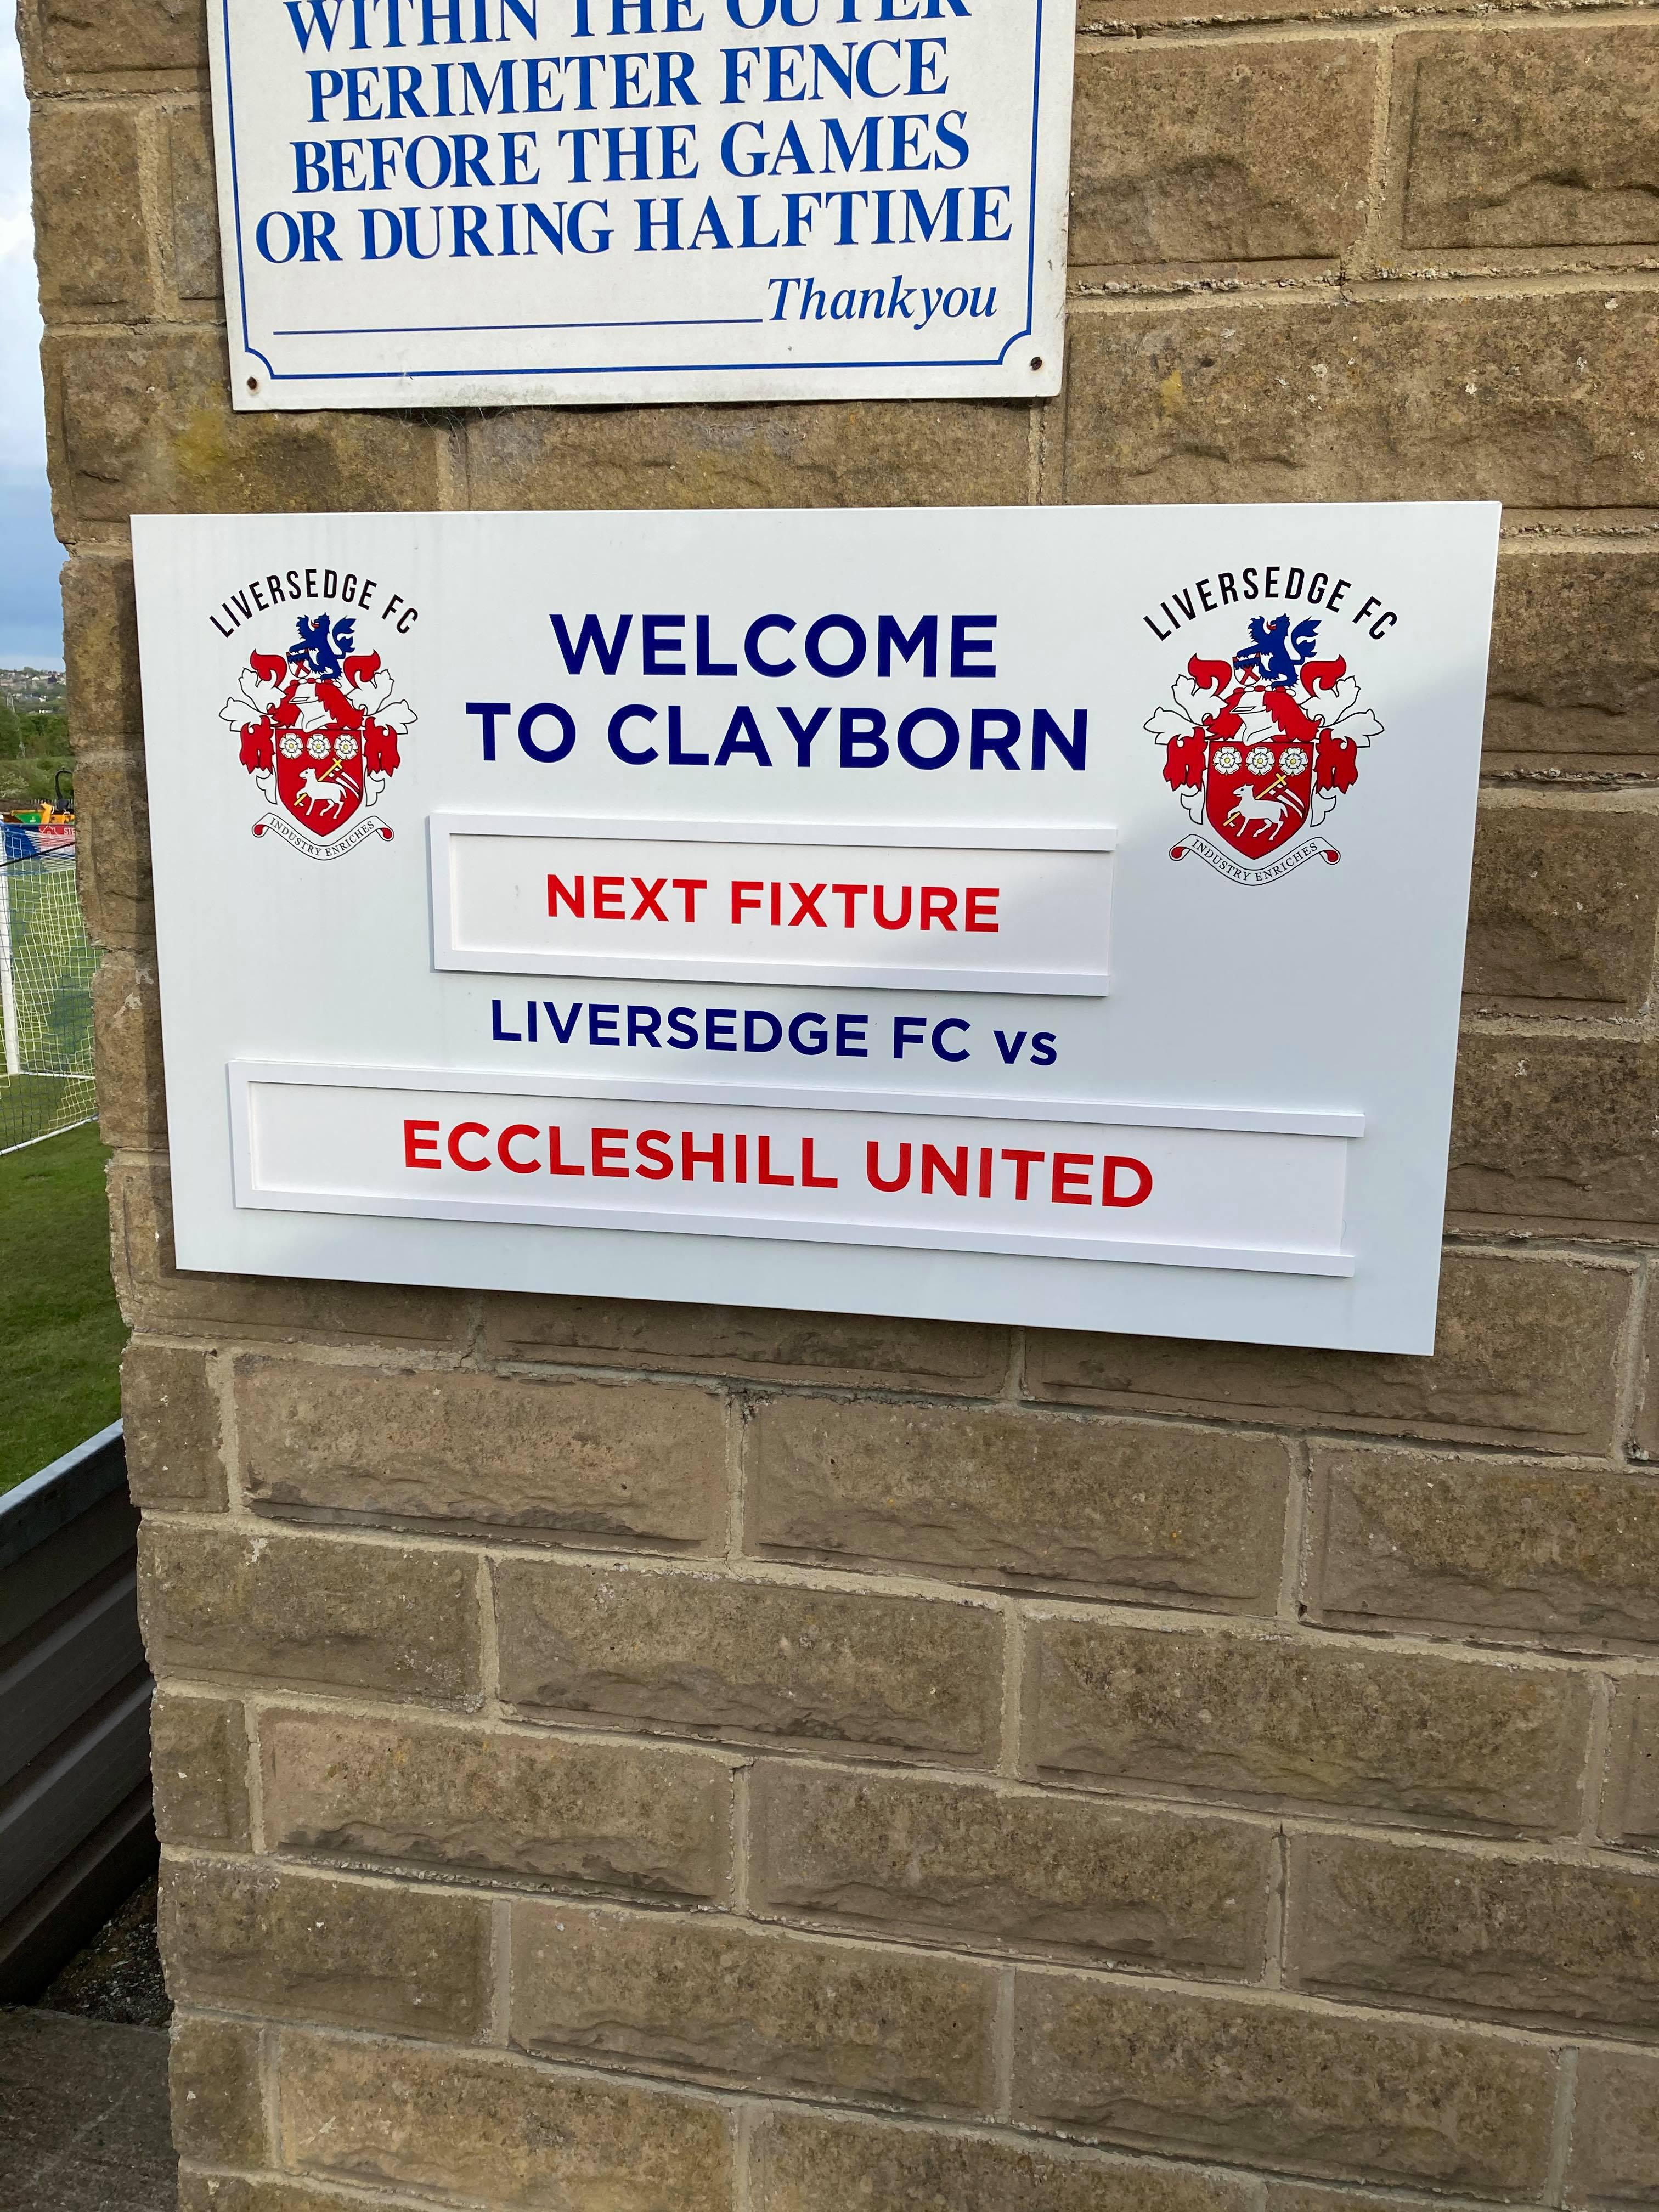 WITHIN THE OUTER
PERIMETER FENCE
BEFORE THE GAMES
OR DURING HALFTIME
Thankyou
LIVERSEDGE FC
INDUSTRY ENRICHES
WELCOME
TO CLAYBORN
LIVERSEDGE FC
INDUSTRY ENRICHES
NEXT FIXTURE
LIVERSEDGE FC vs
ECCLESHILL UNITED